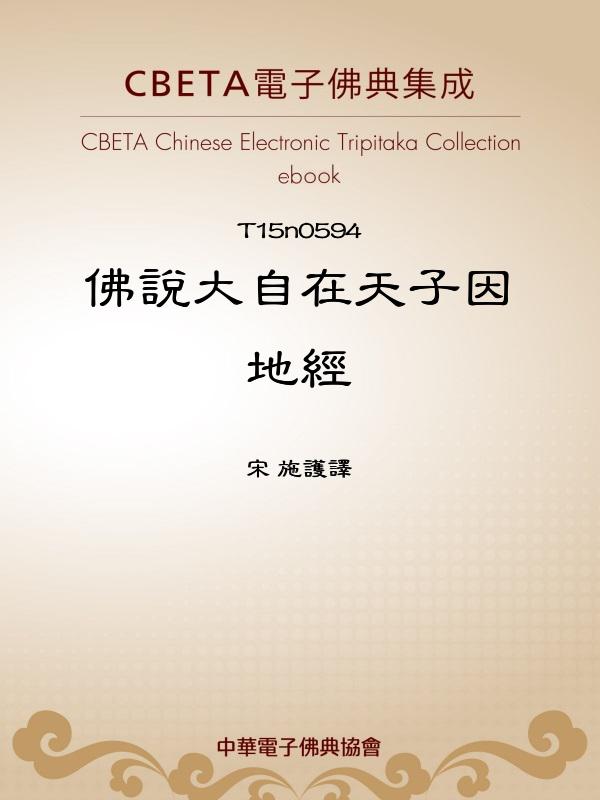 CBETA電子佛典集成
CBETA Chinese Electronic Tripitaka Collection
ebook
T15n0594
佛說大自在天子因
地經
宋 施護譯
中華電子佛典協會